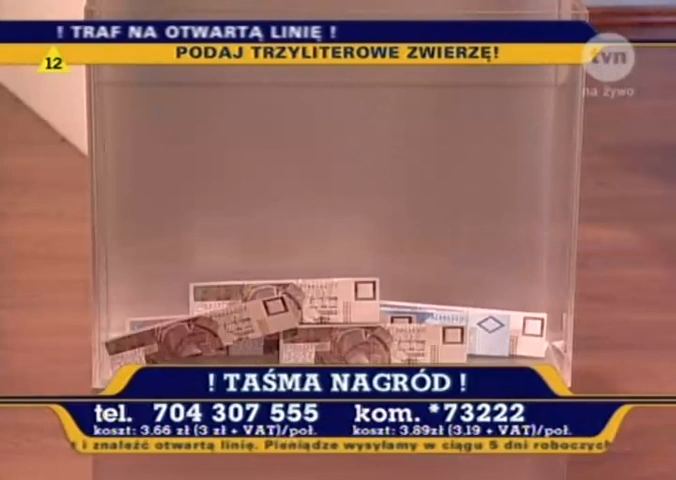 ! TRAF NA OTWARTĄ LINIĘ !
PODAJ TRZYLITEROWE ZWIERZĘ!
12
tvn
na żywo
! TAŚMA NAGRÓD !
tel. 704 307 555 kom. *73222
koszt: 3.66 zł (3 zł + VAT)/poł. koszt: 3.89zł (3.19 + VAT)/poł.
i znaleźć otwartą linię. Pieniądze wysyłamy w ciągu 5 dni roboczych